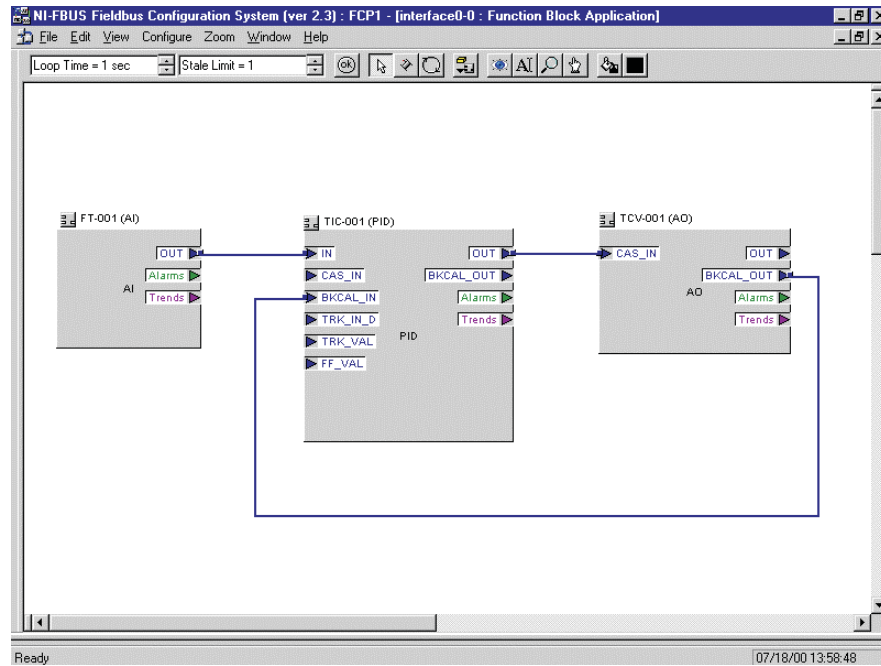 NI-FBUS Fieldbus Configuration System (ver 2.3) : FCP1 - [interface0-0 : Function Block Application]
File Edit View Configure Zoom Window Help
Loop Time = 1 sec Stale Limit = 1 OK AI
FT-001 (AI)
OUT
Alarms
AI
Trends
TIC-001 (PID)
IN OUT
CAS_IN BKCAL_OUT
BKCAL_IN Alarms
TRK_IN_D Trends
TRK_VAL PID
FF_VAL
TCV-001 (AO)
CAS_IN OUT
BKCAL_OUT
AO Alarms
Trends
Ready 07/18/00 13:58:48